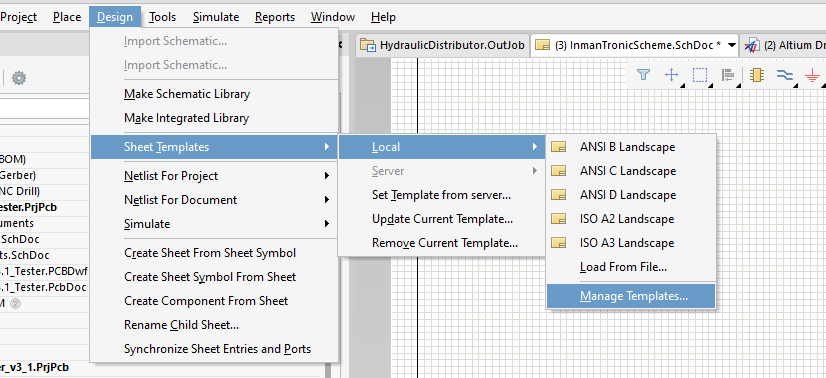 Project Place Design Tools Simulate Reports Window Help
HydraulicDistributor.OutJob (3) InmanTronicScheme.SchDoc * (2) Altium Dr
Import Schematic...
Import Schematic...
Make Schematic Library
Make Integrated Library
Sheet Templates
Netlist For Project
Netlist For Document
Simulate
Create Sheet From Sheet Symbol
Create Sheet Symbol From Sheet
Create Component From Sheet
Rename Child Sheet...
Synchronize Sheet Entries and Ports
Local
Server
Set Template from server...
Update Current Template...
Remove Current Template...
ANSI B Landscape
ANSI C Landscape
ANSI D Landscape
ISO A2 Landscape
ISO A3 Landscape
Load From File...
Manage Templates...
BOM)
Gerber)
NC Drill)
ester.PrjPcb
uments
.SchDoc
ts.SchDoc
.1_Tester.PCBDwf
.1_Tester.PcbDoc
M ?
er_v3_1.PrjPcb